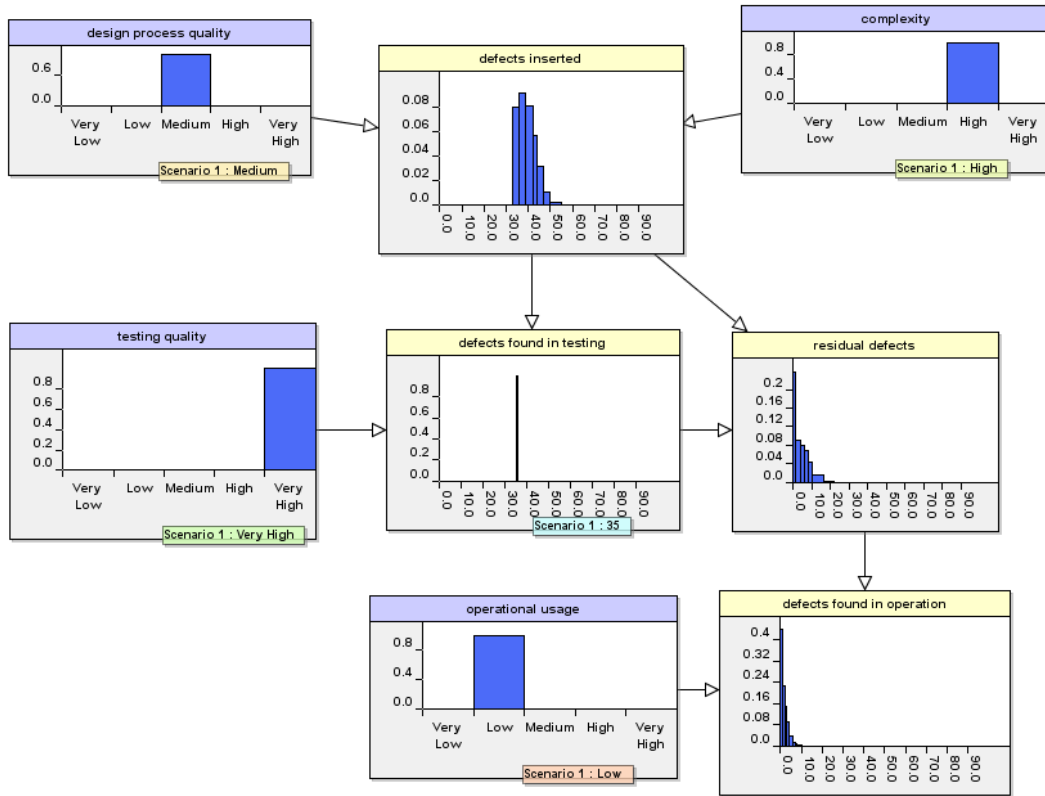 design process quality
0.6
0.0
Very Low
Low
Medium
High
Very High
Scenario 1 : Medium
defects inserted
0.08
0.06
0.04
0.02
0.0
0.0
10.0
20.0
30.0
40.0
50.0
60.0
70.0
80.0
90.0
complexity
0.8
0.4
0.0
Very Low
Low
Medium
High
Very High
Scenario 1 : High
testing quality
0.8
0.6
0.4
0.2
0.0
Very Low
Low
Medium
High
Very High
Scenario 1 : Very High
defects found in testing
0.8
0.6
0.4
0.2
0.0
0.0
10.0
20.0
30.0
40.0
50.0
60.0
70.0
80.0
90.0
Scenario 1 : 35
residual defects
0.2
0.16
0.12
0.08
0.04
0.0
0.0
10.0
20.0
30.0
40.0
50.0
60.0
70.0
80.0
90.0
operational usage
0.8
0.4
0.0
Very Low
Low
Medium
High
Very High
Scenario 1 : Low
defects found in operation
0.4
0.32
0.24
0.16
0.08
0.0
0.0
10.0
20.0
30.0
40.0
50.0
60.0
70.0
80.0
90.0